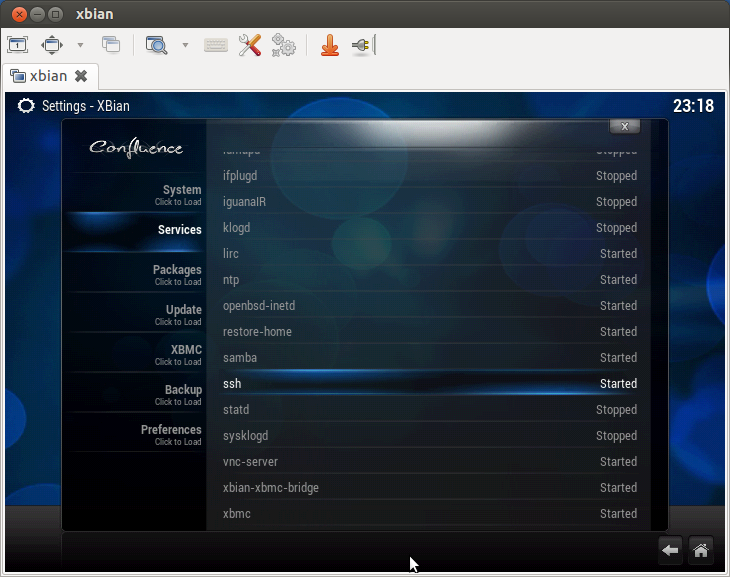 xbian
xbian
Settings - XBian
23:18
x
Confluence
System
Click to Load
Services
Packages
Click to Load
Update
Click to Load
XBMC
Click to Load
Backup
Click to Load
Preferences
Click to Load
Stopped
ifplugd Stopped
iguanaIR Stopped
klogd Stopped
lirc Started
ntp Started
openbsd-inetd Started
restore-home Started
samba Started
ssh Started
statd Stopped
sysklogd Stopped
vnc-server Started
xbian-xbmc-bridge Started
xbmc Started